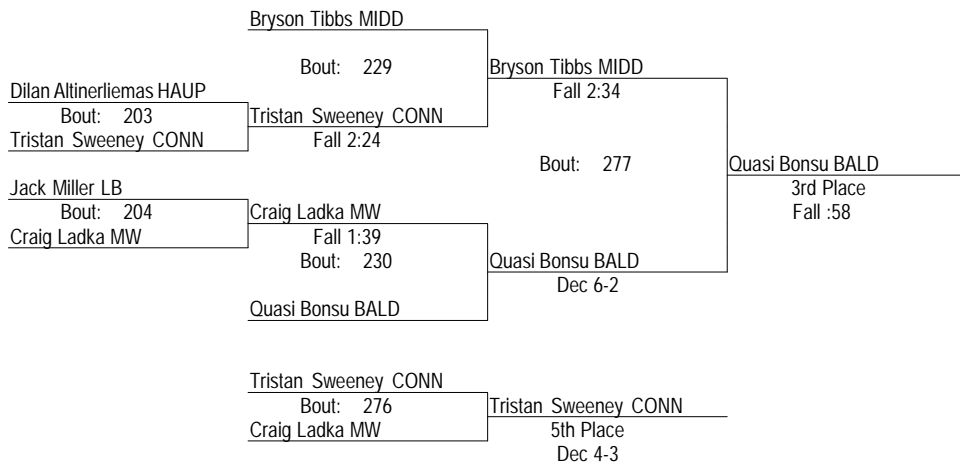 Bryson Tibbs MIDD
Bout: 229
Bryson Tibbs MIDD
Fall 2:34
Dilan Altinerliemas HAUP
Bout: 203
Tristan Sweeney CONN
Tristan Sweeney CONN
Fall 2:24
Bout: 277
Quasi Bonsu BALD
3rd Place
Fall :58
Jack Miller LB
Bout: 204
Craig Ladka MW
Craig Ladka MW
Fall 1:39
Bout: 230
Quasi Bonsu BALD
Dec 6-2
Quasi Bonsu BALD
Tristan Sweeney CONN
Bout: 276
Craig Ladka MW
Tristan Sweeney CONN
5th Place
Dec 4-3